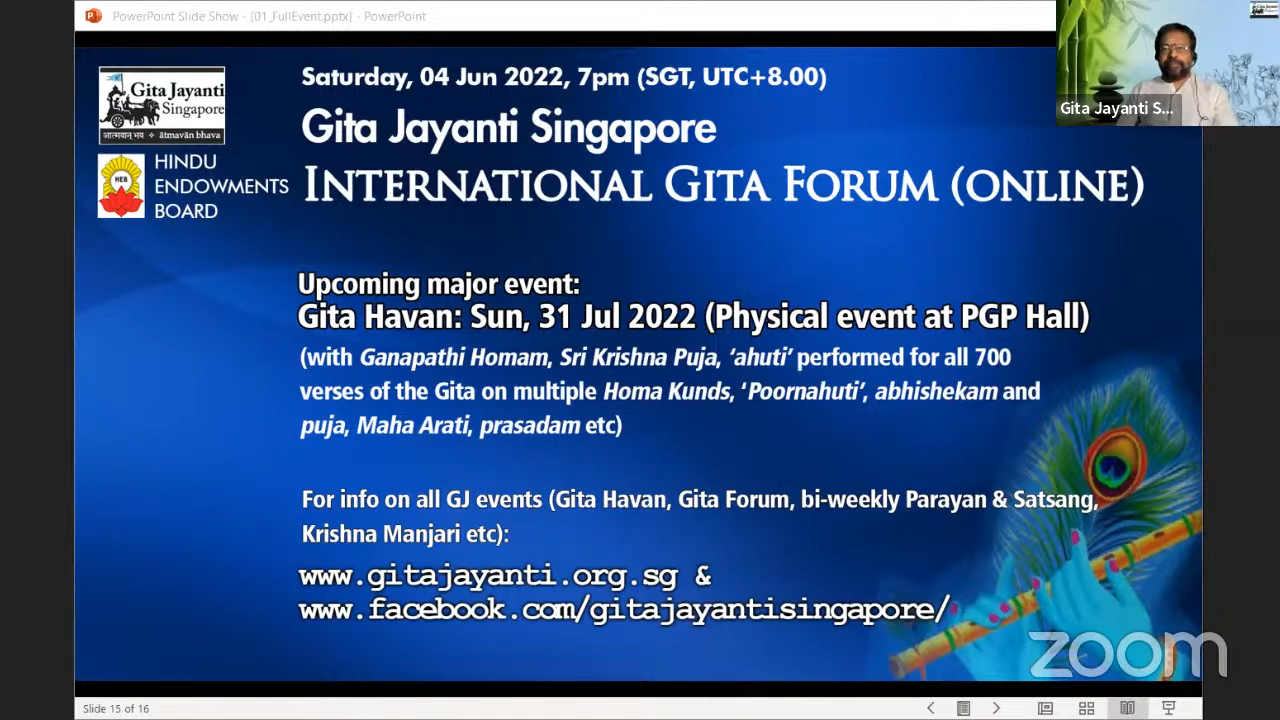 PowerPoint Slide Show - [01_FullEvent.pptx] - PowerPoint
Gita Jayanti S...
Gita Jayanti
Singapore
आत्मवान् भव ❖ ātmavān bhava
HEB
HINDU
ENDOWMENTS
BOARD
Saturday, 04 Jun 2022, 7pm (SGT, UTC+8.00)
Gita Jayanti Singapore
INTERNATIONAL GITA FORUM (ONLINE)
Upcoming major event:
Gita Havan: Sun, 31 Jul 2022 (Physical event at PGP Hall)
(with Ganapathi Homam, Sri Krishna Puja, ‘ahuti’ performed for all 700
verses of the Gita on multiple Homa Kunds, ‘Poornahuti’, abhishekam and
puja, Maha Arati, prasadam etc)
For info on all GJ events (Gita Havan, Gita Forum, bi-weekly Parayan & Satsang,
Krishna Manjari etc):
www.gitajayanti.org.sg &
www.facebook.com/gitajayantisingapore/
zoom
Slide 15 of 16